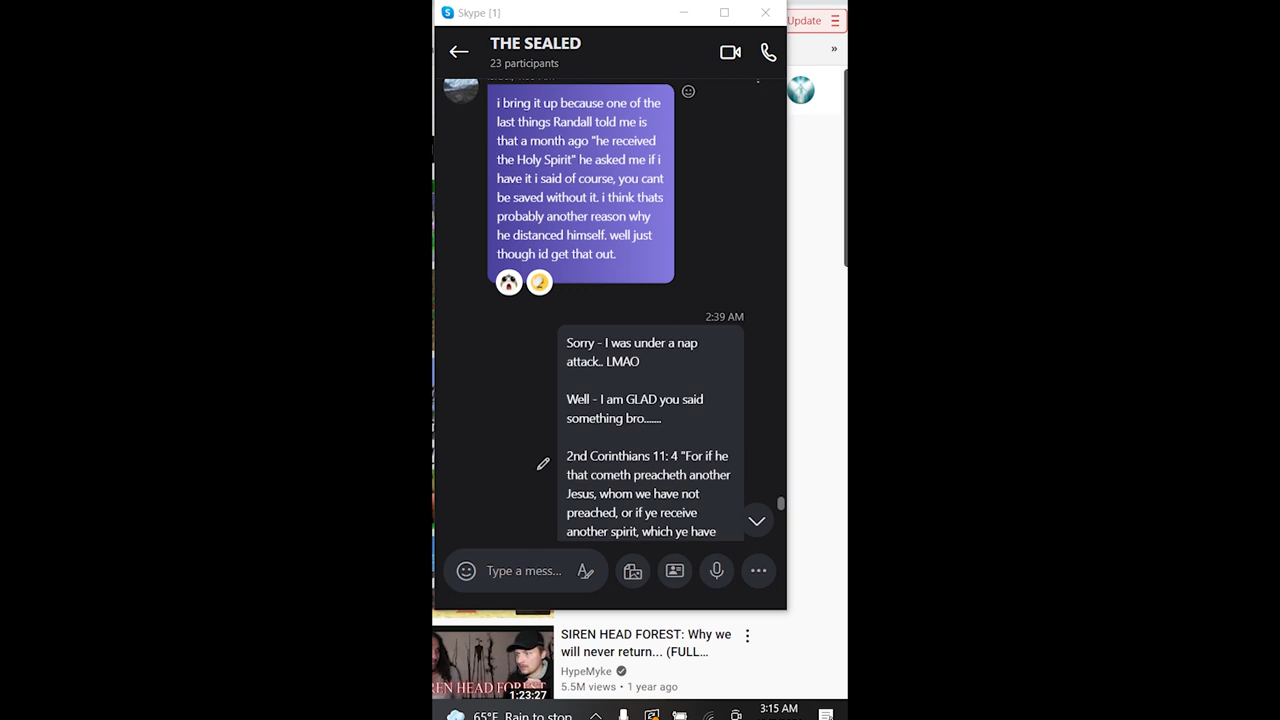 Skype [1]
Update
THE SEALED
23 participants
i bring it up because one of the
last things Randall told me is
that a month ago "he received
the Holy Spirit" he asked me if i
have it i said of course, you cant
be saved without it. i think thats
probably another reason why
he distanced himself. well just
though id get that out.
2:39 AM
Sorry - I was under a nap
attack.. LMAO
Well - I am GLAD you said
something bro.......
2nd Corinthians 11: 4 "For if he
that cometh preacheth another
Jesus, whom we have not
preached, or if ye receive
another spirit, which ye have
Type a mess...
SIREN HEAD FOREST: Why we
will never return... (FULL...
HypeMyke
5.5M views • 1 year ago
1:23:27
65°F Rain to stop
3:15 AM